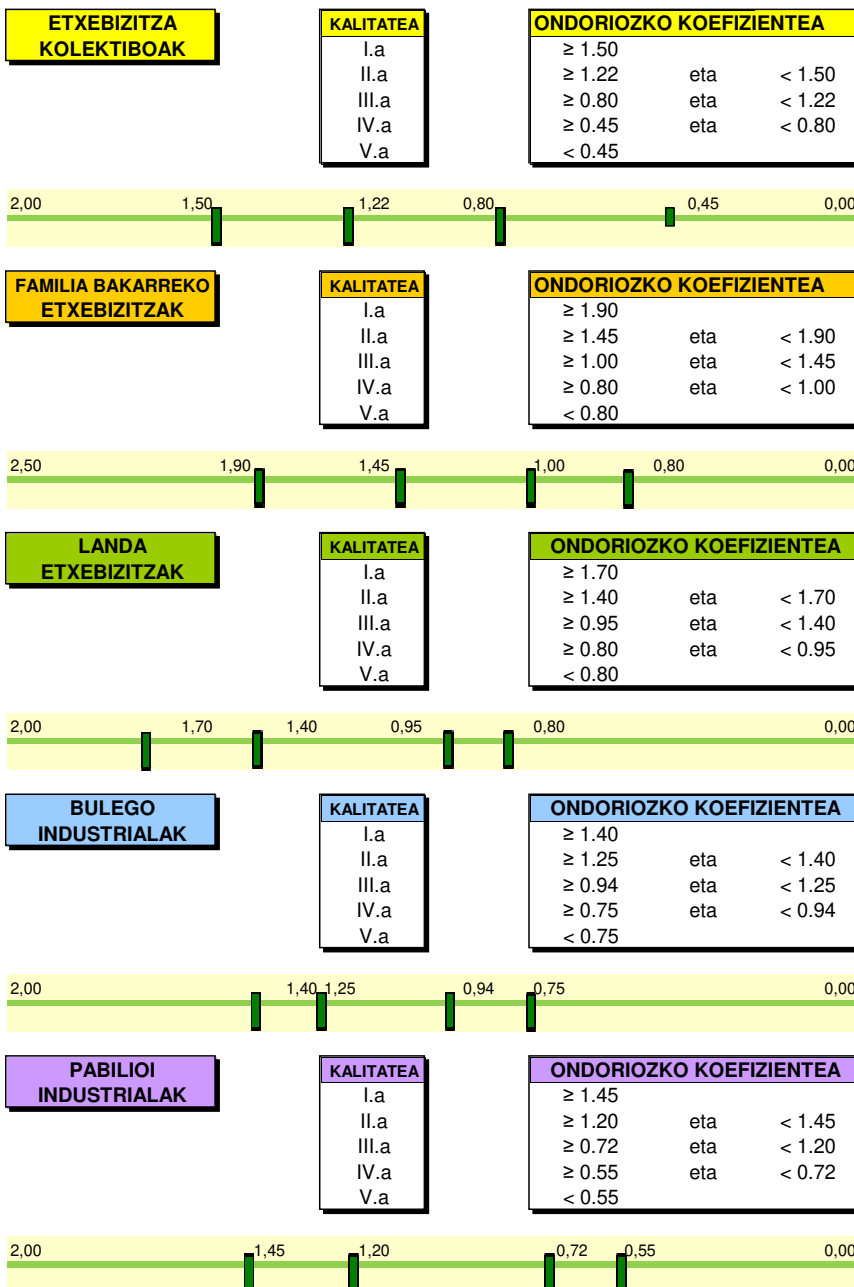 ETXEBIZITZA
KOLEKTIBOAK
KALITATEA ONDORIOZKO KOEFIZIENTEA
I.a ≥ 1.50
II.a ≥ 1.22 eta < 1.50
III.a ≥ 0.80 eta < 1.22
IV.a ≥ 0.45 eta < 0.80
V.a < 0.45
2,00 1,50 1,22 0,80 0,45 0,00
FAMILIA BAKARREKO
ETXEBIZITZAK
KALITATEA ONDORIOZKO KOEFIZIENTEA
I.a ≥ 1.90
II.a ≥ 1.45 eta < 1.90
III.a ≥ 1.00 eta < 1.45
IV.a ≥ 0.80 eta < 1.00
V.a < 0.80
2,50 1,90 1,45 1,00 0,80 0,00
LANDA
ETXEBIZITZAK
KALITATEA ONDORIOZKO KOEFIZIENTEA
I.a ≥ 1.70
II.a ≥ 1.40 eta < 1.70
III.a ≥ 0.95 eta < 1.40
IV.a ≥ 0.80 eta < 0.95
V.a < 0.80
2,00 1,70 1,40 0,95 0,80 0,00
BULEGO
INDUSTRIALAK
KALITATEA ONDORIOZKO KOEFIZIENTEA
I.a ≥ 1.40
II.a ≥ 1.25 eta < 1.40
III.a ≥ 0.94 eta < 1.25
IV.a ≥ 0.75 eta < 0.94
V.a < 0.75
2,00 1,40 1,25 0,94 0,75 0,00
PABILIOI
INDUSTRIALAK
KALITATEA ONDORIOZKO KOEFIZIENTEA
I.a ≥ 1.45
II.a ≥ 1.20 eta < 1.45
III.a ≥ 0.72 eta < 1.20
IV.a ≥ 0.55 eta < 0.72
V.a < 0.55
2,00 1,45 1,20 0,72 0,55 0,00